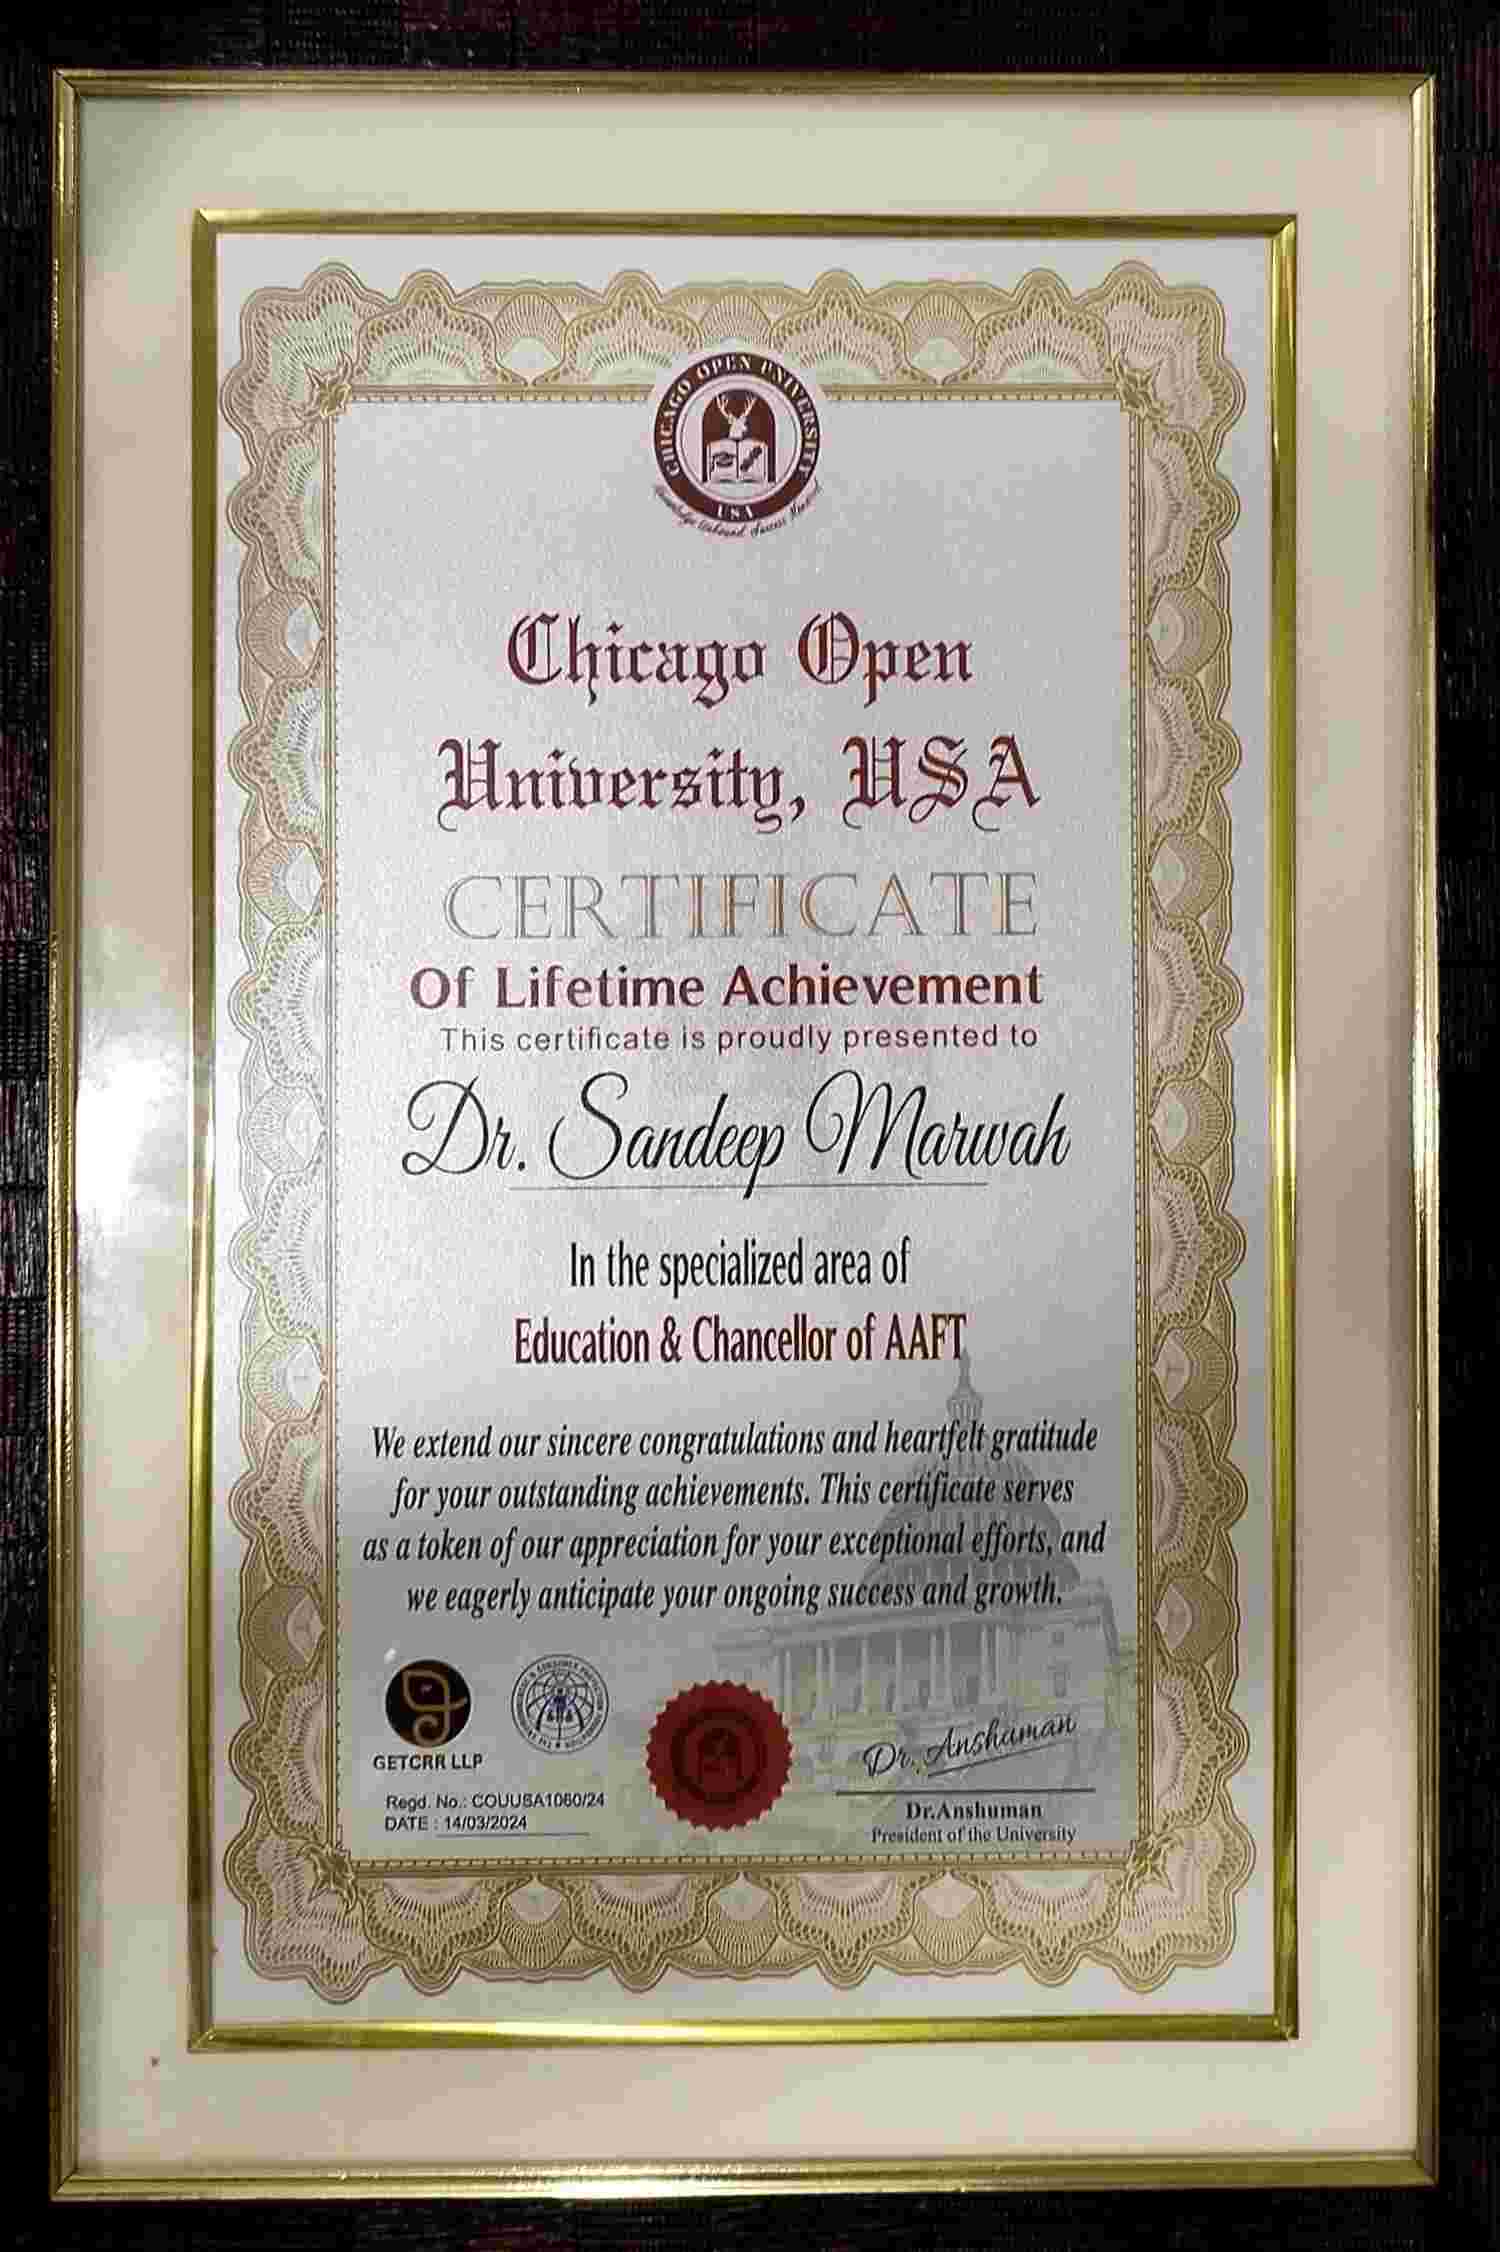 CHICAGO OPEN UNIVERSITY
USA
Chicago Open
University, USA
CERTIFICATE
Of Lifetime Achievement
This certificate is proudly presented to
Dr. Sandeep Marwah
In the specialized area of
Education & Chancellor of AAFT
We extend our sincere congratulations and heartfelt gratitude
for your outstanding achievements. This certificate serves
as a token of our appreciation for your exceptional efforts, and
we eagerly anticipate your ongoing success and growth.
GETCRR LLP
Regd. No.: COUUSA1060/24
DATE : 14/03/2024
Dr. Anshuman
Dr.Anshuman
President of the University